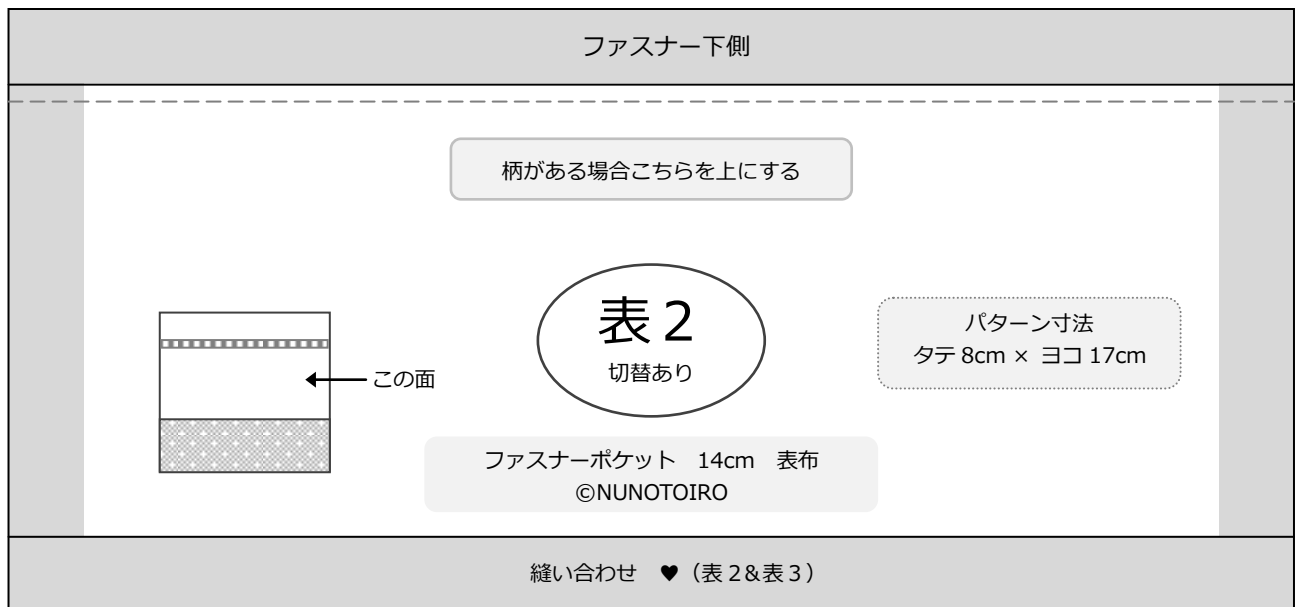 ファスナー下側
柄がある場合こちらを上にする
表２
切替あり
パターン寸法
タテ 8cm × ヨコ 17cm
この面
ファスナーポケット　14cm　表布
©NUNOTOIRO
縫い合わせ　♥（表２&表３）